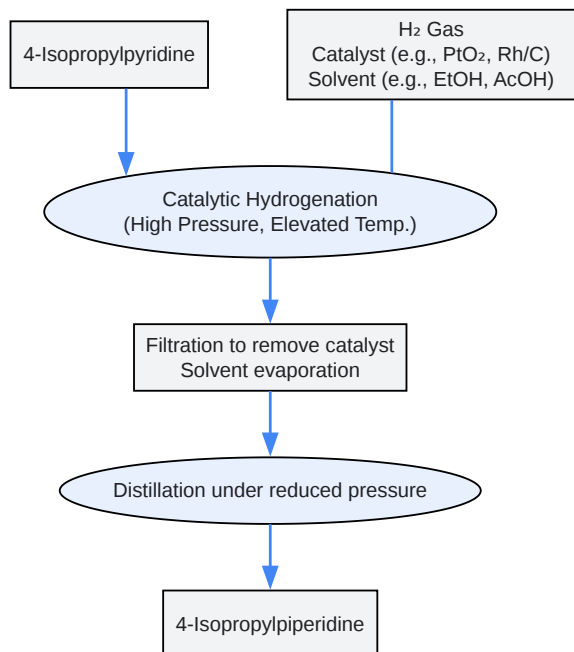 4-Isopropylpyridine
H₂ Gas
Catalyst (e.g., PtO₂, Rh/C)
Solvent (e.g., EtOH, AcOH)
Catalytic Hydrogenation
(High Pressure, Elevated Temp.)
Filtration to remove catalyst
Solvent evaporation
Distillation under reduced pressure
4-Isopropylpiperidine